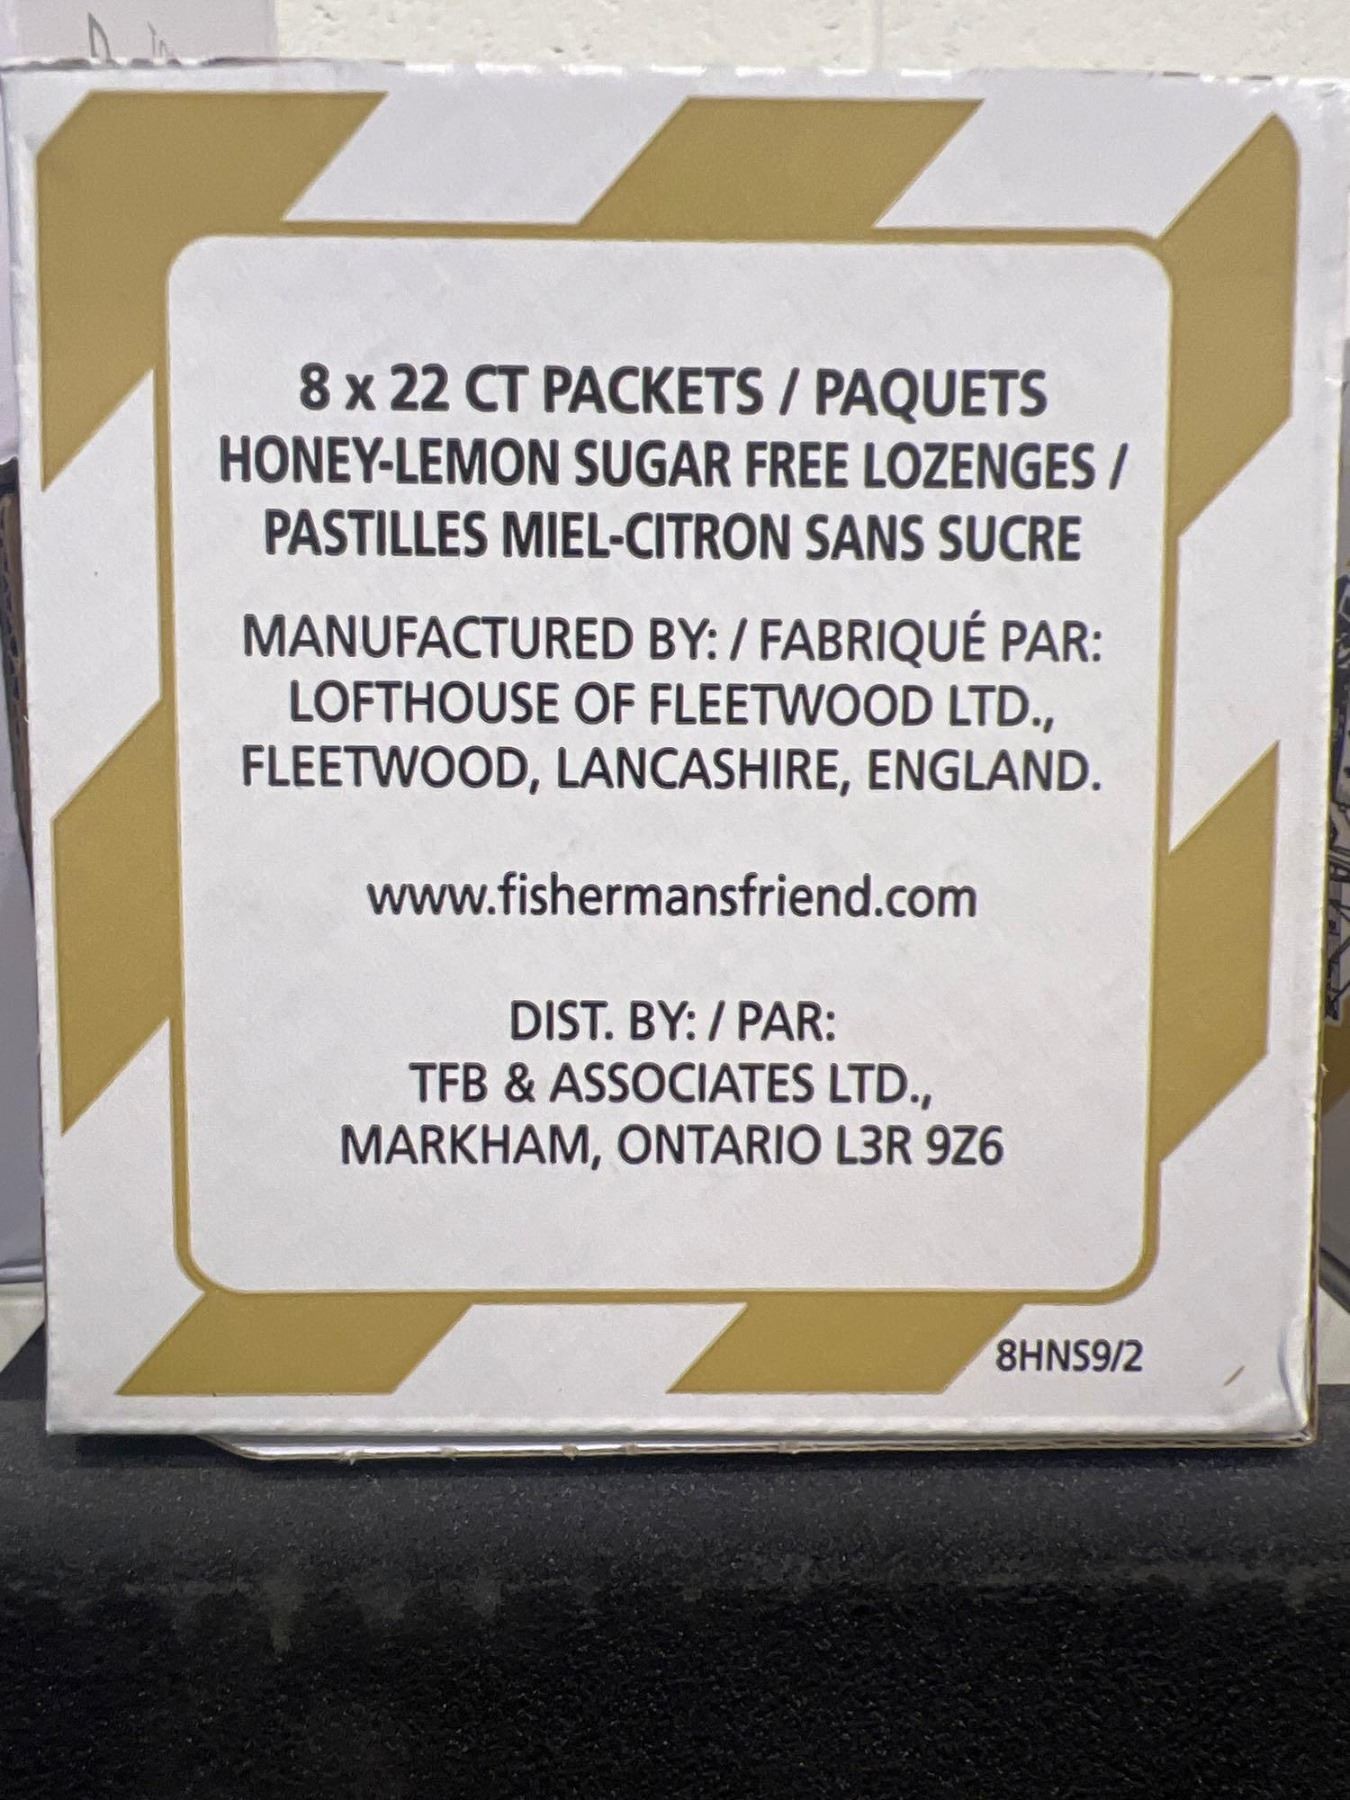 8 x 22 CT PACKETS / PAQUETS
HONEY-LEMON SUGAR FREE LOZENGES /
PASTILLES MIEL-CITRON SANS SUCRE
MANUFACTURED BY: / FABRIQUÉ PAR:
LOFTHOUSE OF FLEETWOOD LTD.,
FLEETWOOD, LANCASHIRE, ENGLAND.
www.fishermansfriend.com
DIST. BY: / PAR:
TFB & ASSOCIATES LTD.,
MARKHAM, ONTARIO L3R 9Z6
8HNS9/2